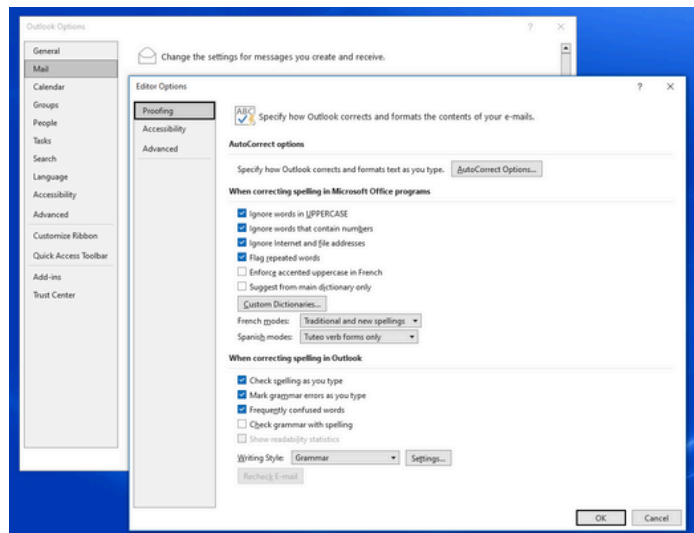 Outlook Options
?
×
General
Mail
Calendar
Groups
People
Tasks
Search
Language
Accessibility
Advanced
Customize Ribbon
Quick Access Toolbar
Add-ins
Trust Center
Change the settings for messages you create and receive.
Editor Options
?
×
Proofing
Accessibility
Advanced
ABC
Specify how Outlook corrects and formats the contents of your e-mails.
AutoCorrect options
Specify how Outlook corrects and formats text as you type. AutoCorrect Options...
When correcting spelling in Microsoft Office programs
Ignore words in UPPERCASE
Ignore words that contain numbers
Ignore Internet and file addresses
Flag repeated words
Enforce accented uppercase in French
Suggest from main dictionary only
Custom Dictionaries...
French modes: Traditional and new spellings
Spanish modes: Tuteo verb forms only
When correcting spelling in Outlook
Check spelling as you type
Mark grammar errors as you type
Frequently confused words
Check grammar with spelling
Show readability statistics
Writing Style: Grammar Settings...
Recheck E-mail
OK Cancel